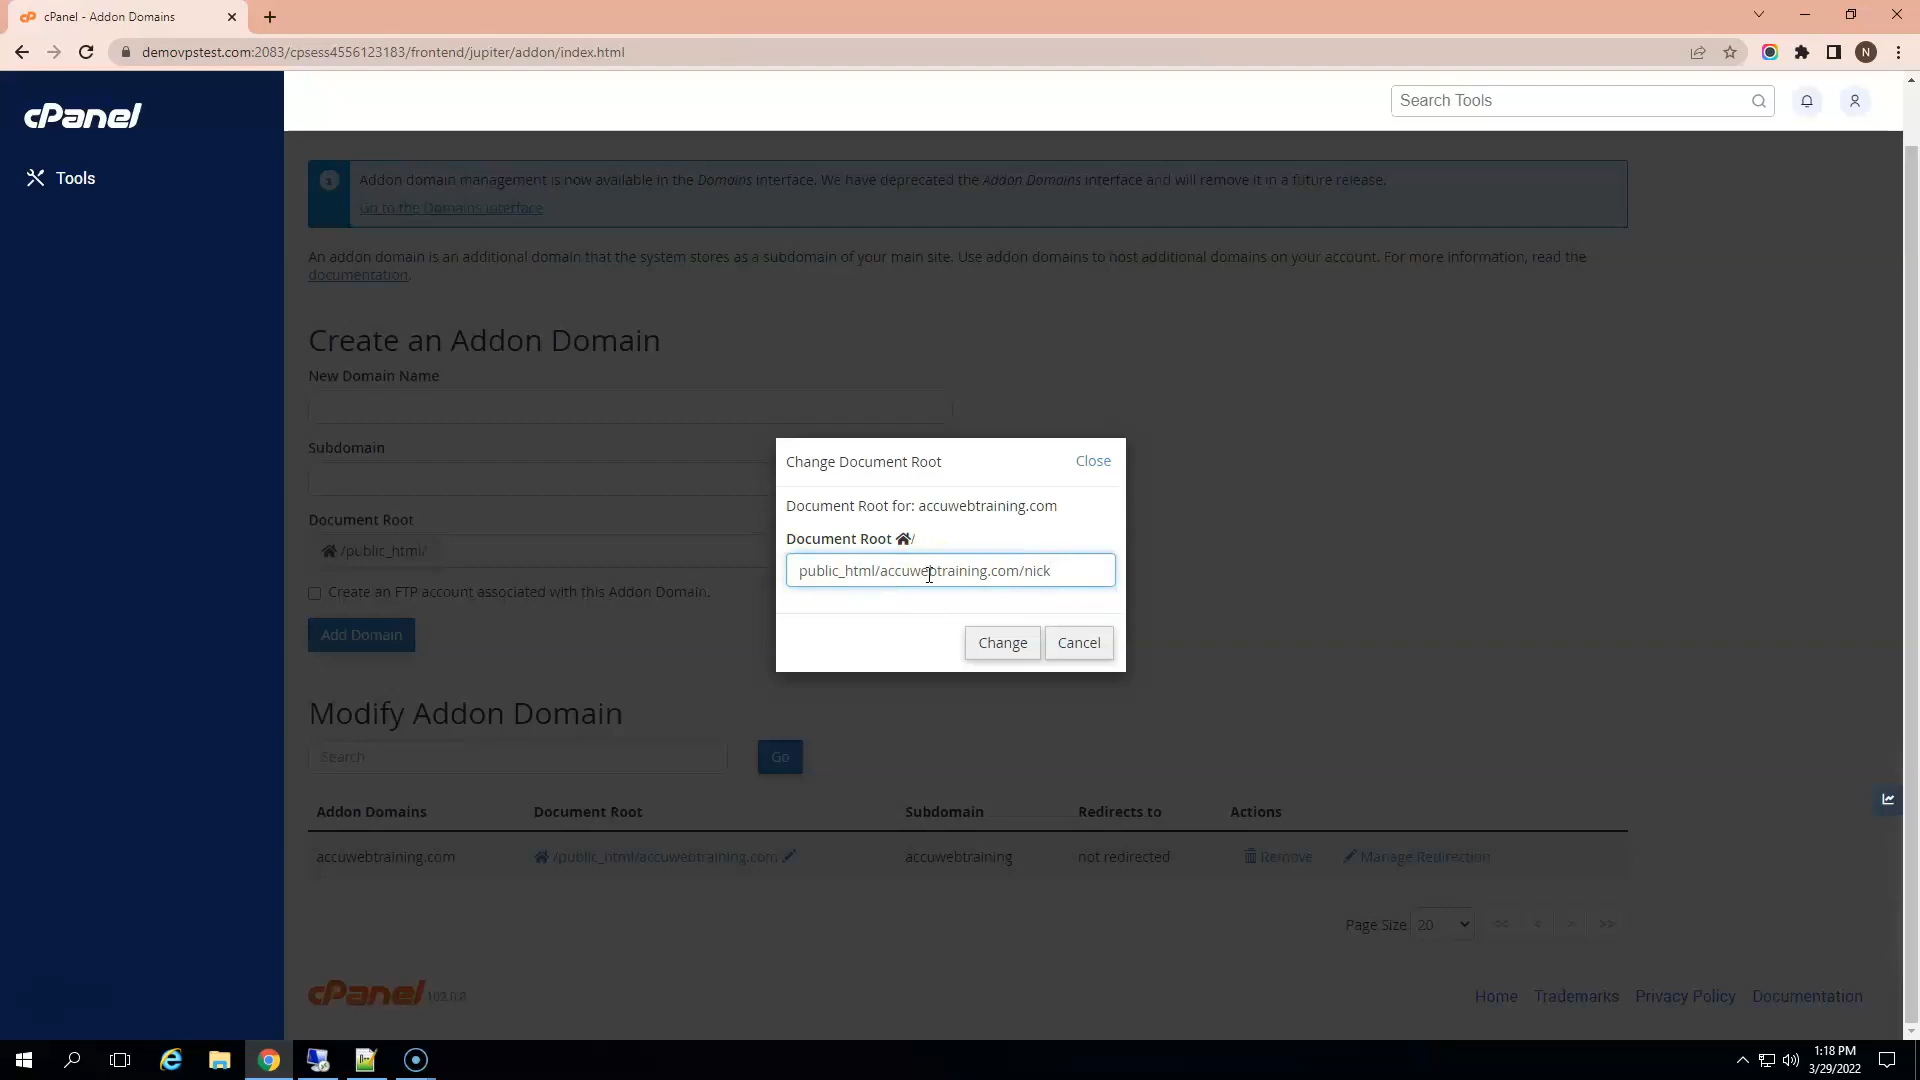 cPanel - Addon Domains
demovpstest.com:2083/cpsess4556123183/frontend/jupiter/addon/index.html
N
cPanel
Search Tools
Tools
Addon domain management is now available in the Domains interface. We have deprecated the Addon Domains interface and will remove it in a future release.
Go to the Domains interface
An addon domain is an additional domain that the system stores as a subdomain of your main site. Use addon domains to host additional domains on your account. For more information, read the
documentation.
Create an Addon Domain
New Domain Name
Subdomain
Document Root
/public_html/
Create an FTP account associated with this Addon Domain.
Add Domain
Change Document Root
Close
Document Root for: accuwebtraining.com
Document Root /
public_html/accuwebtraining.com/nick
Change
Cancel
Modify Addon Domain
Search
Go
Addon Domains
Document Root
Subdomain
Redirects to
Actions
accuwebtraining.com
/public_html/accuwebtraining.com
accuwebtraining
not redirected
Remove
Manage Redirection
Page Size
20
<<
<
>
>>
cPanel
102.0.8
Home
Trademarks
Privacy Policy
Documentation
1:18 PM
3/29/2022